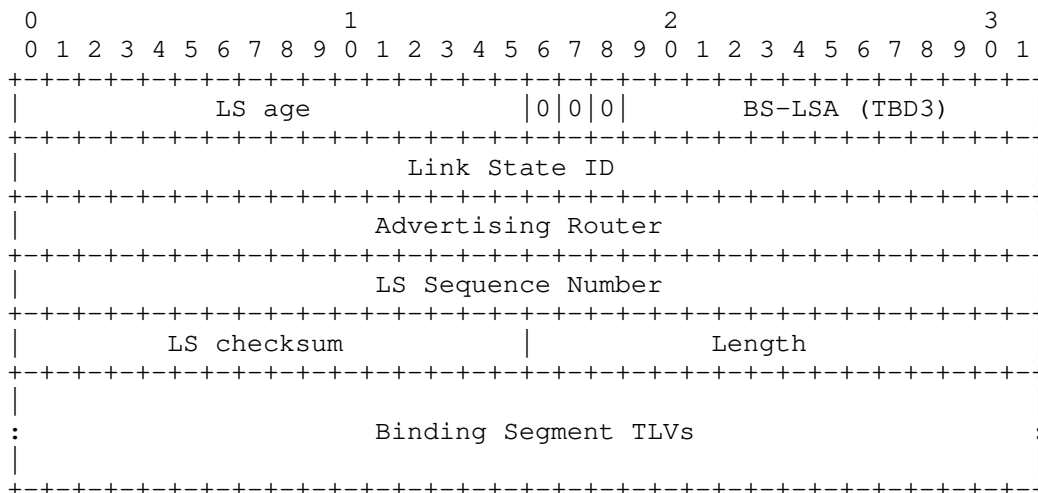 0                   1                   2                   3
0 1 2 3 4 5 6 7 8 9 0 1 2 3 4 5 6 7 8 9 0 1 2 3 4 5 6 7 8 9 0 1
+-+-+-+-+-+-+-+-+-+-+-+-+-+-+-+-+-+-+-+-+-+-+-+-+-+-+-+-+-+-+-+--
|            LS age             |0|0|0|       BS-LSA (TBD3)
+-+-+-+-+-+-+-+-+-+-+-+-+-+-+-+-+-+-+-+-+-+-+-+-+-+-+-+-+-+-+-+--
|                        Link State ID
+-+-+-+-+-+-+-+-+-+-+-+-+-+-+-+-+-+-+-+-+-+-+-+-+-+-+-+-+-+-+-+--
|                      Advertising Router
+-+-+-+-+-+-+-+-+-+-+-+-+-+-+-+-+-+-+-+-+-+-+-+-+-+-+-+-+-+-+-+--
|                      LS Sequence Number
+-+-+-+-+-+-+-+-+-+-+-+-+-+-+-+-+-+-+-+-+-+-+-+-+-+-+-+-+-+-+-+--
|         LS checksum           |           Length
+-+-+-+-+-+-+-+-+-+-+-+-+-+-+-+-+-+-+-+-+-+-+-+-+-+-+-+-+-+-+-+--
|
:                      Binding Segment TLVs                     :
|
+-+-+-+-+-+-+-+-+-+-+-+-+-+-+-+-+-+-+-+-+-+-+-+-+-+-+-+-+-+-+-+--